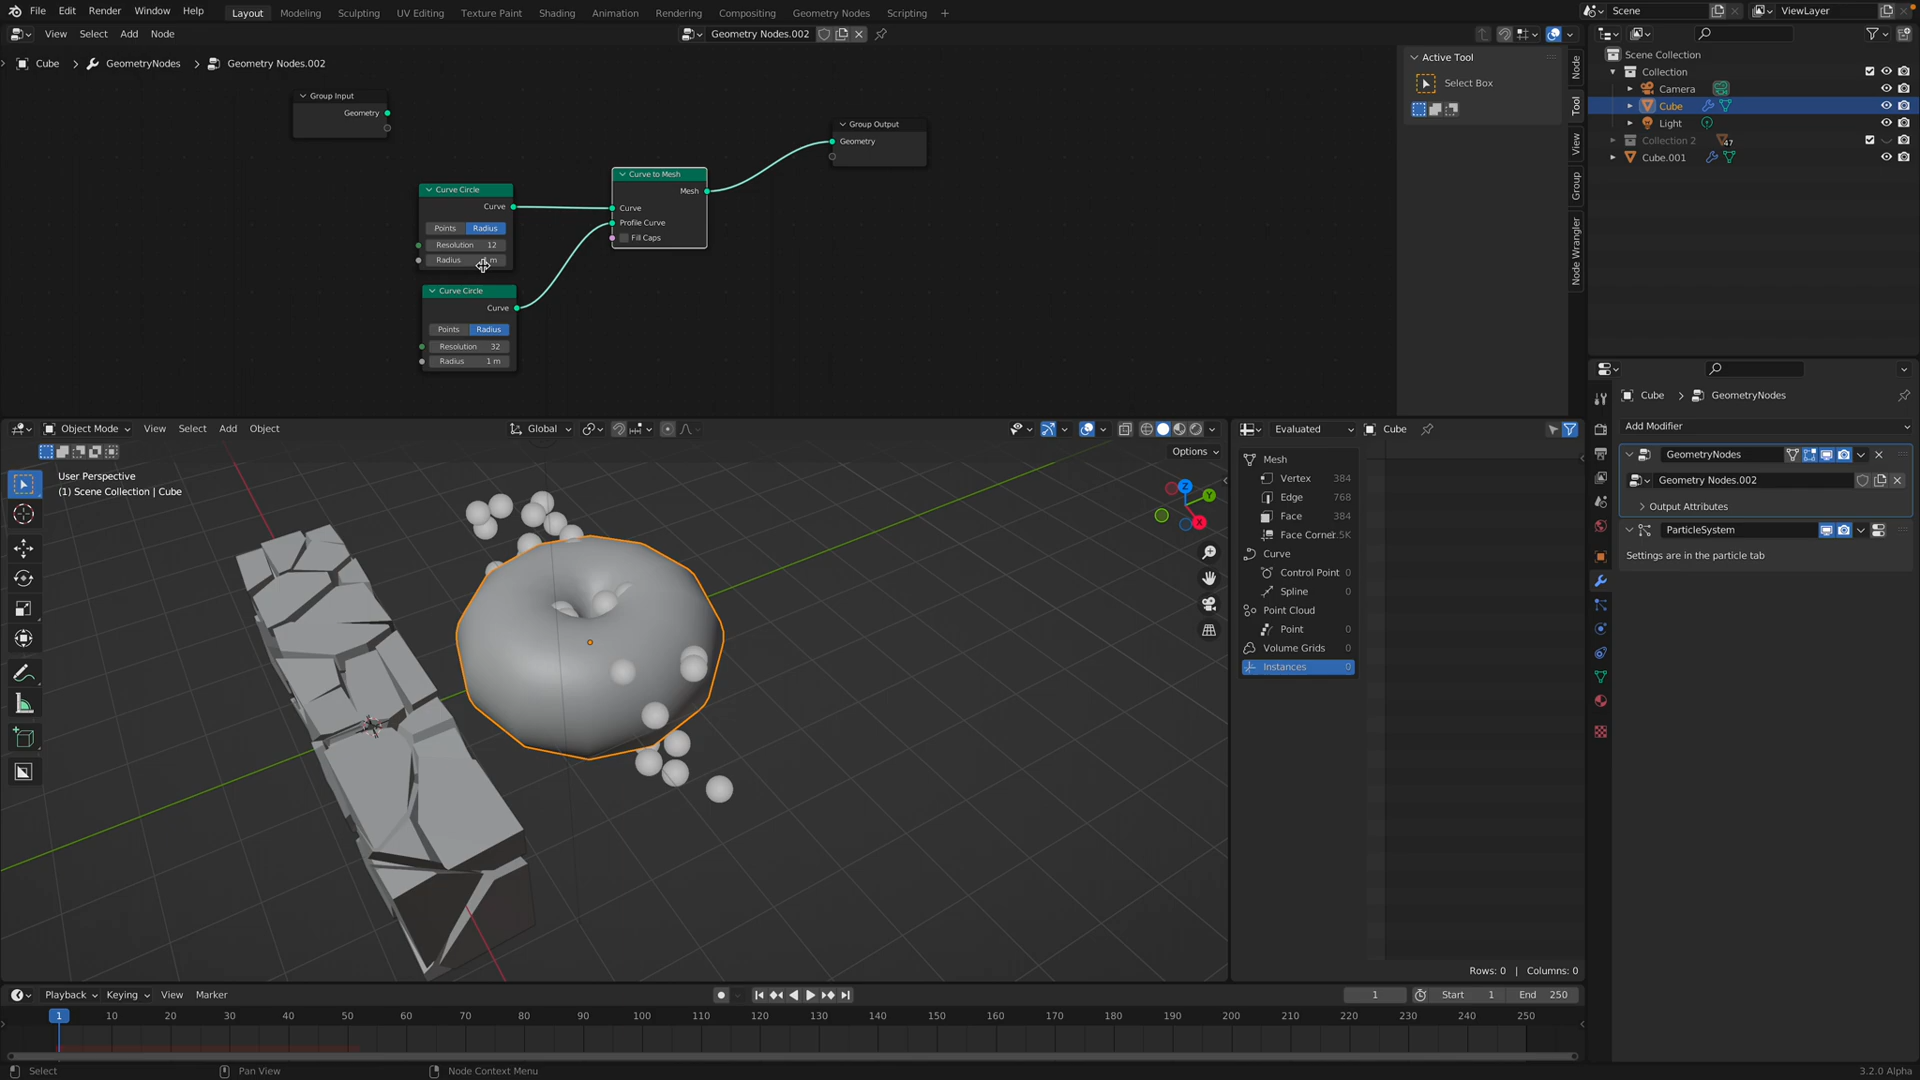 File Edit Render Window Help Layout Modeling Sculpting UV Editing Texture Paint Shading Animation Rendering Compositing Geometry Nodes Scripting + Scene ViewLayer
View Select Add Node Geometry Nodes.002
Cube > GeometryNodes > Geometry Nodes.002
Group Input
Geometry
Group Output
Geometry
Curve to Mesh
Mesh
Curve
Profile Curve
Fill Caps
Curve Circle
Curve
Points Radius
Resolution 12
Radius m
Curve Circle
Curve
Points Radius
Resolution 32
Radius 1 m
Active Tool
Select Box
Node
Tool
View
Group
Node Wrangler
Scene Collection
Collection
Camera
Cube
Light
Collection 2 47
Cube.001
Cube > GeometryNodes
Add Modifier
GeometryNodes
Geometry Nodes.002
Output Attributes
ParticleSystem
Settings are in the particle tab
Object Mode View Select Add Object Global
Options
User Perspective
(1) Scene Collection | Cube
Z
Y
X
Evaluated Cube
Mesh
Vertex 384
Edge 768
Face 384
Face Corner .5K
Curve
Control Point 0
Spline 0
Point Cloud
Point 0
Volume Grids 0
Instances 0
Rows: 0 | Columns: 0
Playback Keying View Marker 1 Start 1 End 250
1 10 20 30 40 50 60 70 80 90 100 110 120 130 140 150 160 170 180 190 200 210 220 230 240 250
Select Pan View Node Context Menu 3.2.0 Alpha